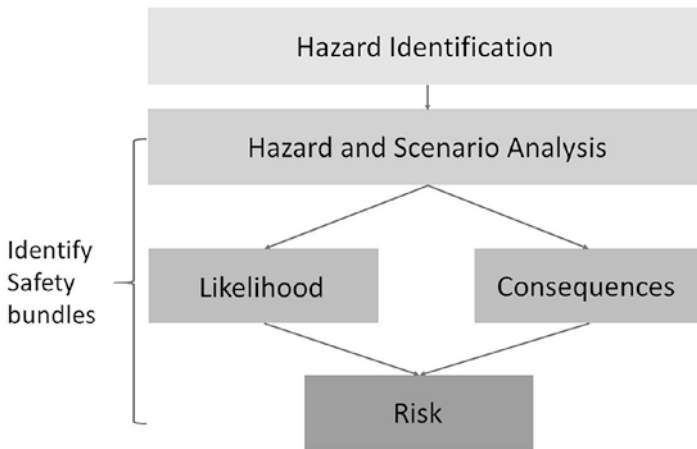 Hazard Identification
Hazard and Scenario Analysis
Identify
Safety
bundles
Likelihood
Consequences
Risk